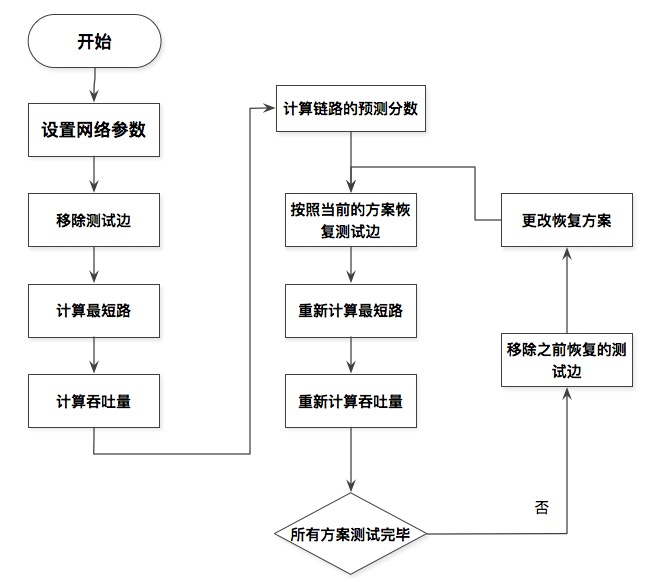 开始
设置网络参数
移除测试边
计算最短路
计算吞吐量
计算链路的预测分数
按照当前的方案恢
复测试边
重新计算最短路
重新计算吞吐量
所有方案测试完毕
否
移除之前恢复的测
试边
更改恢复方案